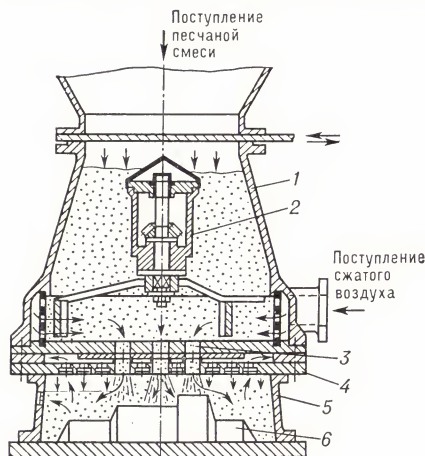 Поступление
песчаной
смеси
1
2
Поступление
сжатого
воздуха
3
4
5
6